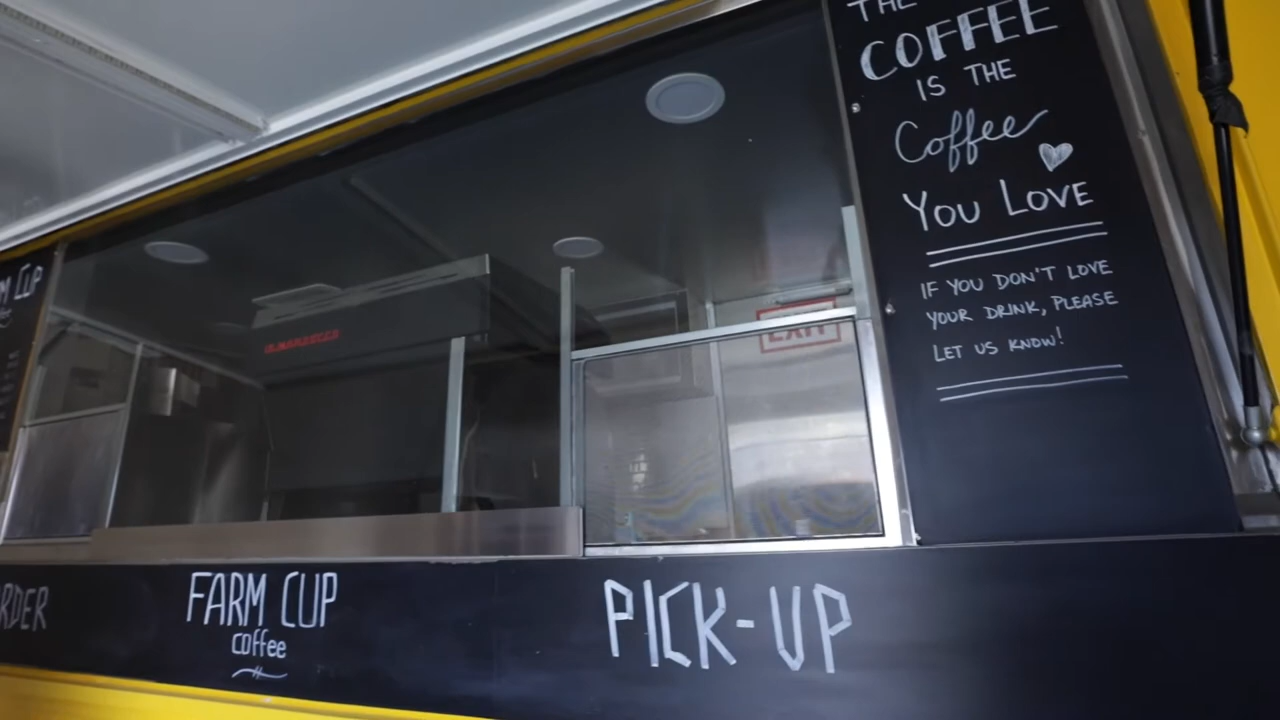 THE
COFFEE
IS THE
Coffee
YOU LOVE
IF YOU DON'T LOVE
YOUR DRINK, PLEASE
LET US KNOW!
EXIT
M CUP
RDER
FARM CUP
coffee
PICK-UP